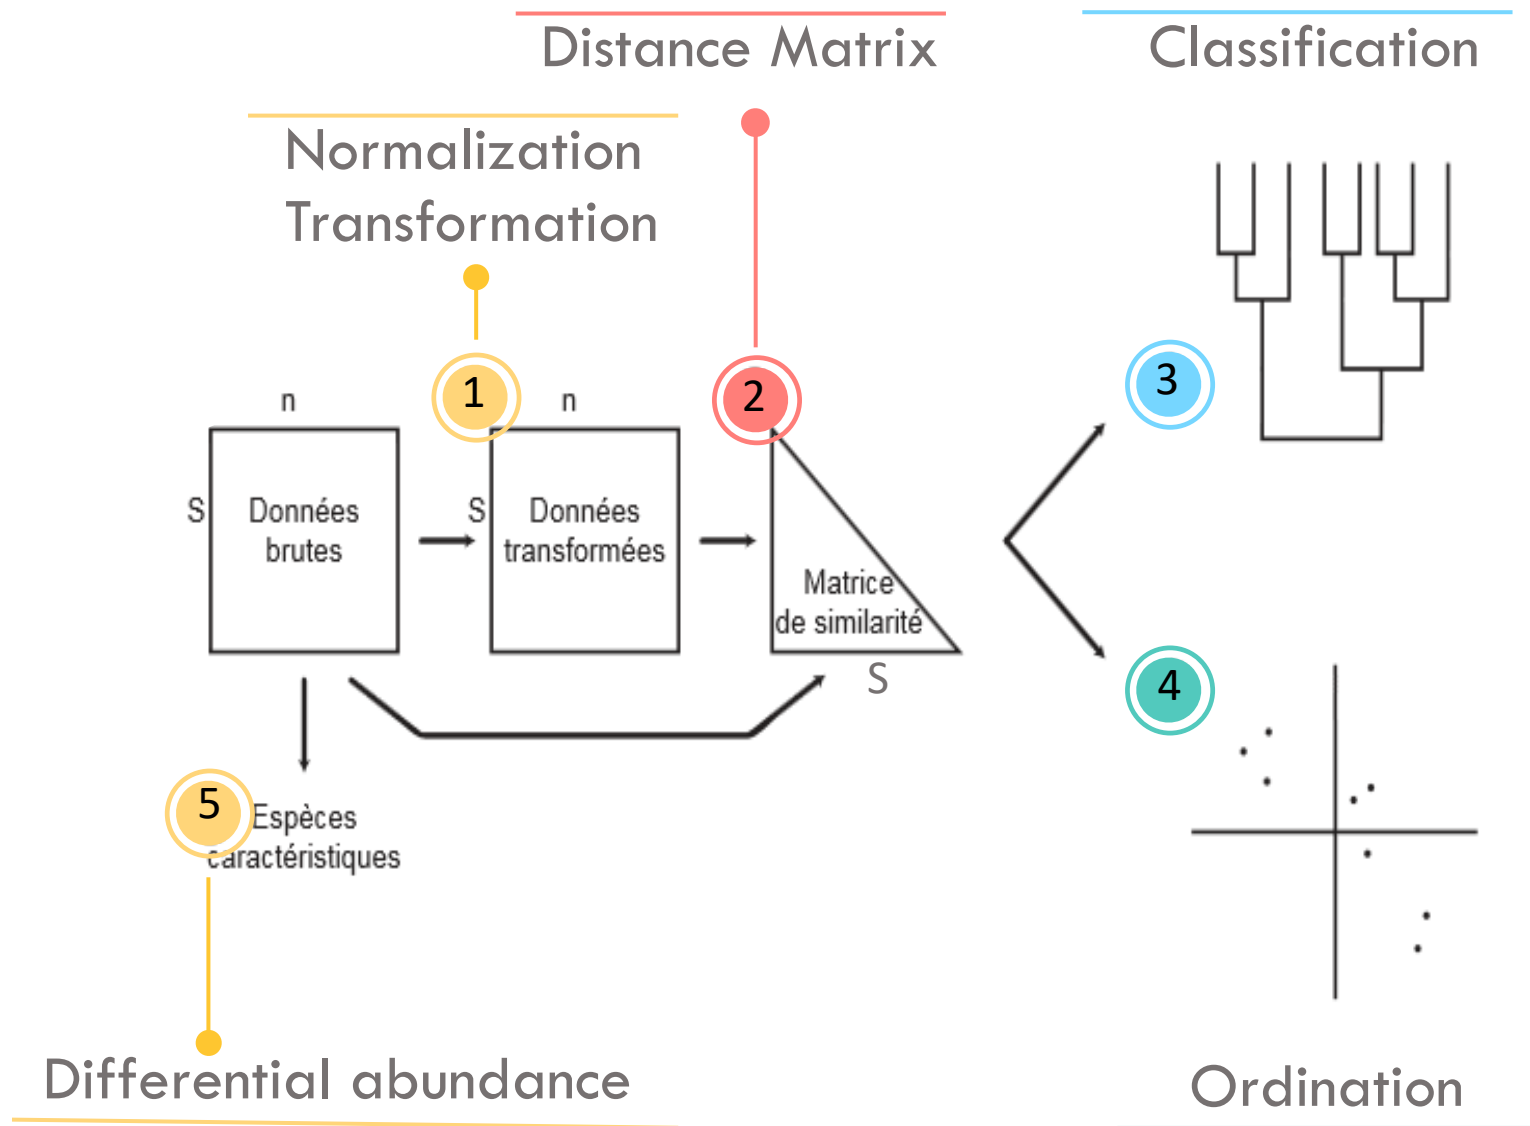 Distance Matrix
Classification
Normalization
Transformation
1
2
3
n
n
S
Données
brutes
S
Données
transformées
Matrice
de similarité
S
4
5
Espèces
caractéristiques
Differential abundance
Ordination